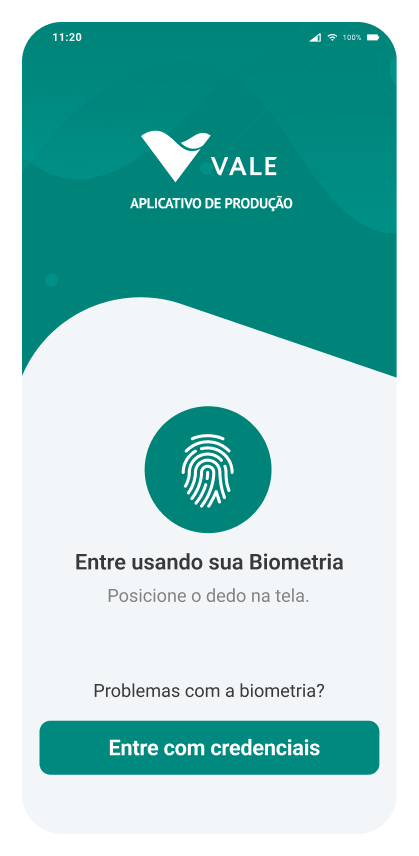 11:20
100%
VALE
APLICATIVO DE PRODUÇÃO
Entre usando sua Biometria
Posicione o dedo na tela.
Problemas com a biometria?
Entre com credenciais